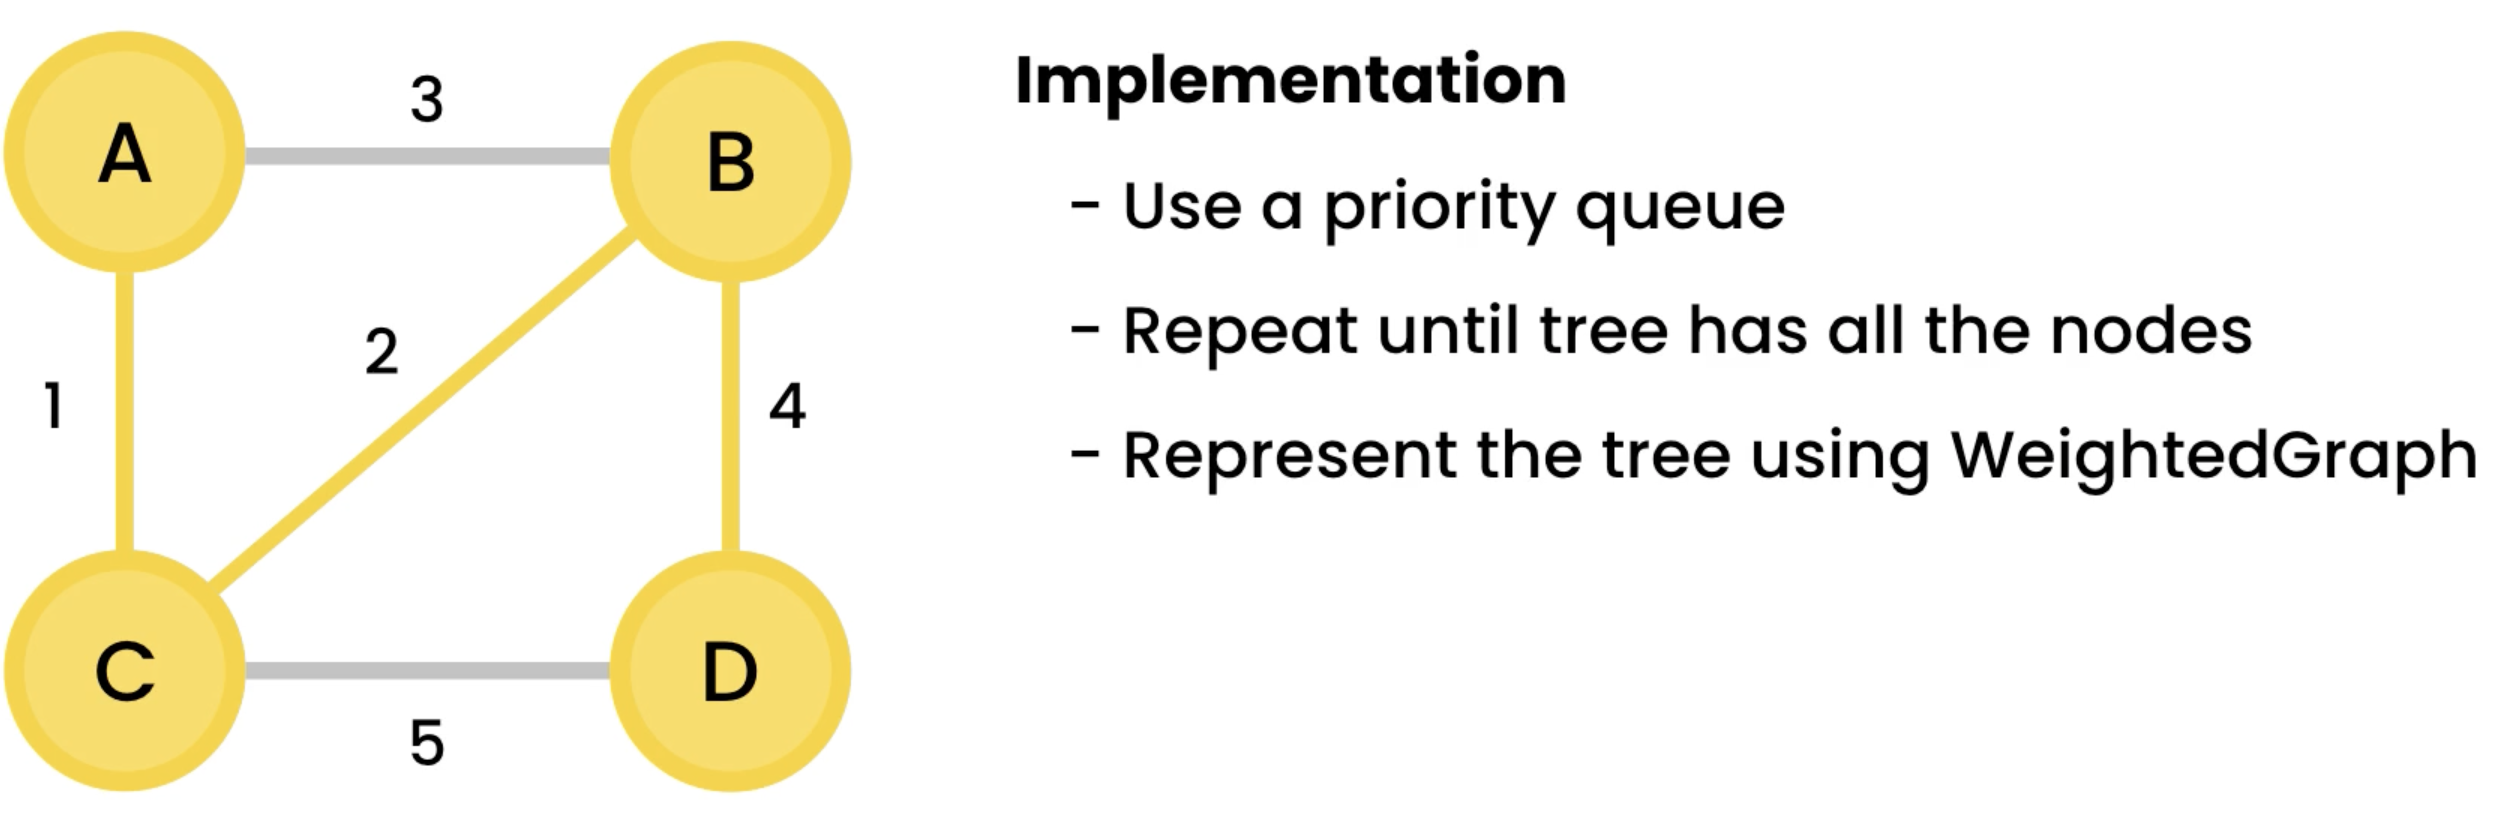 A
3
B
1
2
4
C
5
D
Implementation
- Use a priority queue
- Repeat until tree has all the nodes
- Represent the tree using WeightedGraph